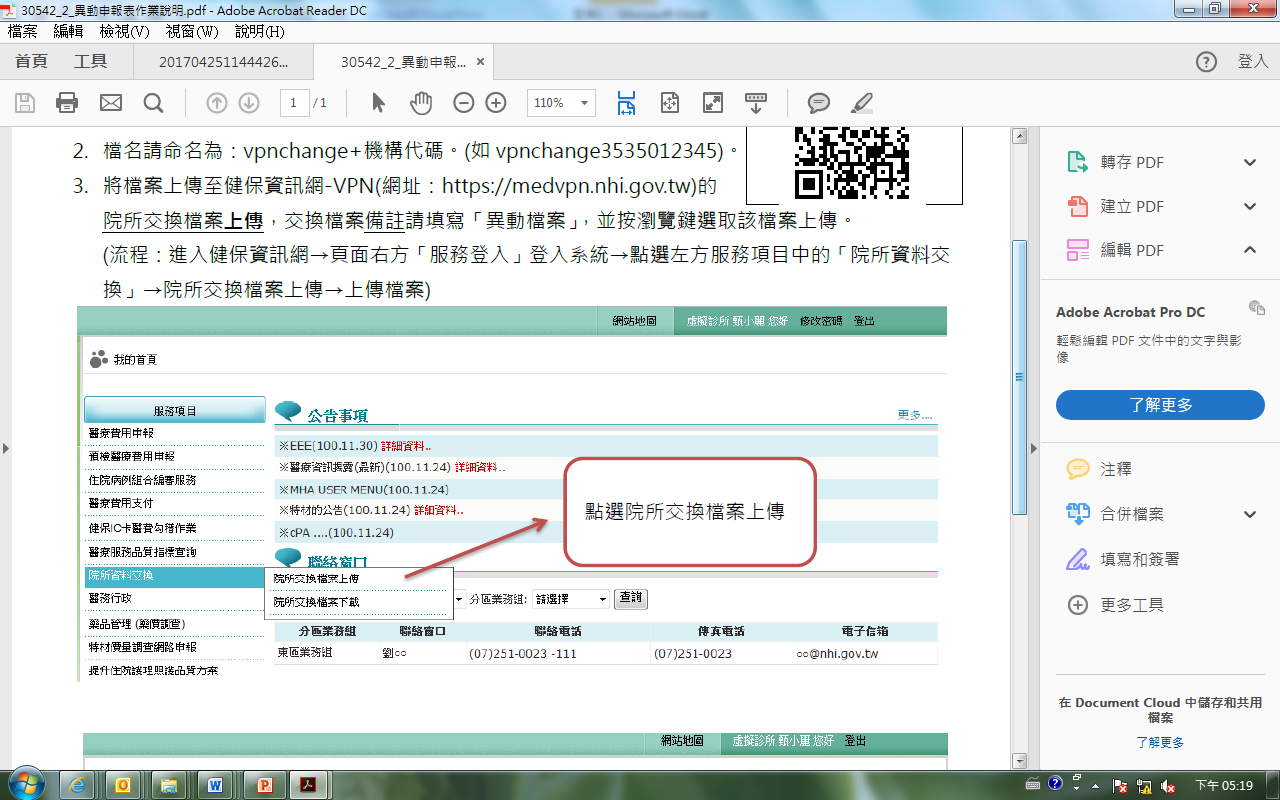 30542_2_異動申報表作業說明.pdf - Adobe Acrobat Reader DC
檔案 編輯 檢視(V) 視窗(W) 說明(H)
首頁 工具 201704251144426... 30542_2_異動申報... × 登入
1 / 1 110%
2. 檔名請命名為：vpnchange+機構代碼。(如 vpnchange3535012345)。
3. 將檔案上傳至健保資訊網-VPN(網址：https://medvpn.nhi.gov.tw)的
院所交換檔案上傳，交換檔案備註請填寫「異動檔案」，並按瀏覽鍵選取該檔案上傳。
(流程：進入健保資訊網→頁面右方「服務登入」登入系統→點選左方服務項目中的「院所資料交
換」→院所交換檔案上傳→上傳檔案)
網站地圖 虛擬診所 甄小麗 您好 修改密碼 登出
我的首頁
服務項目
醫療費用申報
預檢醫療費用申報
住院病例組合編審服務
醫療費用支付
健保IC卡醫費勾稽作業
醫療服務品質指標查詢
院所資料交換
醫務行政
藥品管理 (藥價調查)
特材價量調查網路申報
提升住院護理照護品質方案
公告事項 更多....
※EEE(100.11.30) 詳細資料..
※醫療資訊揭露(最新)(100.11.24) 詳細資料..
※MHA USER MENU(100.11.24)
※特材的公告(100.11.24) 詳細資料..
※cPA ....(100.11.24)
聯絡窗口
院所交換檔案上傳
院所交換檔案下載
分區業務組: 請選擇 查詢
分區業務組 聯絡窗口 聯絡電話 傳真電話 電子信箱
東區業務組 劉○○ (07)251-0023 -111 (07)251-0023 ○○@nhi.gov.tw
點選院所交換檔案上傳
網站地圖 虛擬診所 甄小麗 您好 登出
轉存 PDF
建立 PDF
編輯 PDF
Adobe Acrobat Pro DC
輕鬆編輯 PDF 文件中的文字與影
像
了解更多
注釋
合併檔案
填寫和簽署
更多工具
在 Document Cloud 中儲存和共用
檔案
了解更多
下午 05:19